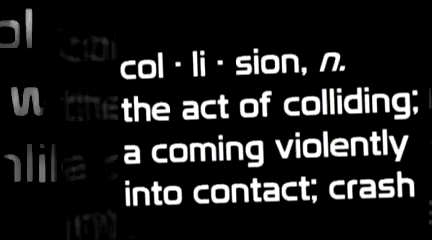 col · li · sion, n.
the act of colliding;
a coming violently
into contact; crash